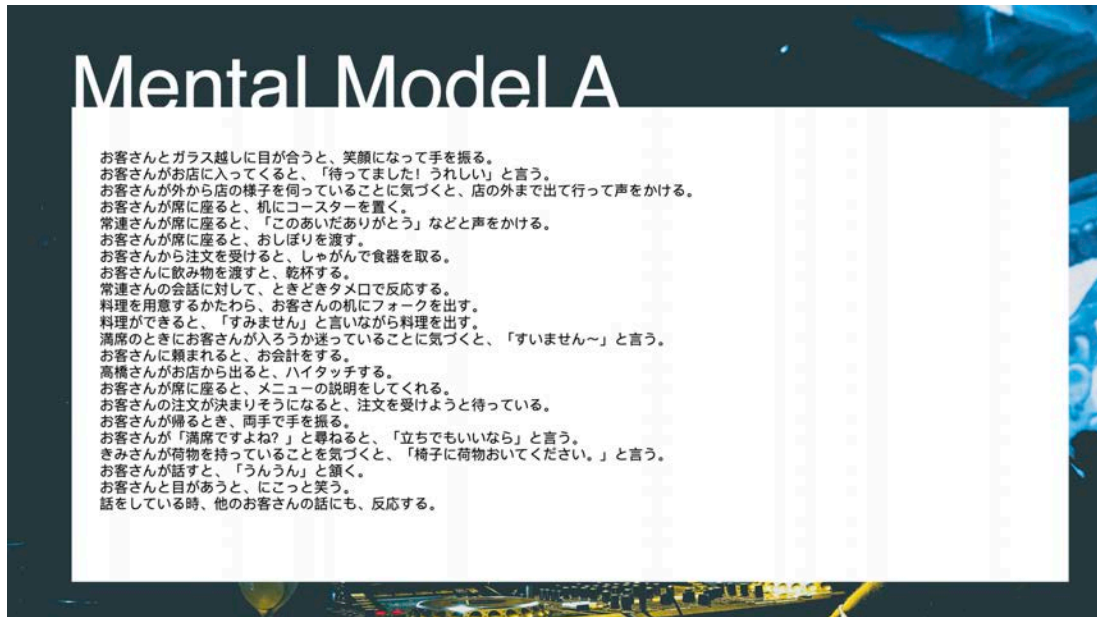 Mental Model A
お客さんとガラス越しに目が合うと、笑顔になって手を振る。
お客さんがお店に入ってくると、「待ってました！うれしい」と言う。
お客さんが外から店の様子を伺っていることに気づくと、店の外まで出て行って声をかける。
お客さんが席に座ると、机にコースターを置く。
常連さんが席に座ると、「このあいだありがとう」などと声をかける。
お客さんが席に座ると、おしぼりを渡す。
お客さんから注文を受けると、しゃがんで食器を取る。
お客さんに飲み物を渡すと、乾杯する。
常連さんの会話に対して、ときどきタメ口で反応する。
料理を用意するかたわら、お客さんの机にフォークを出す。
料理ができると、「すみません」と言いながら料理を出す。
満席のときにお客さんが入ろうか迷っていることに気づくと、「すいません〜」と言う。
お客さんに頼まれると、お会計をする。
高橋さんがお店から出ると、ハイタッチする。
お客さんが席に座ると、メニューの説明をしてくれる。
お客さんの注文が決まりそうになると、注文を受けようと待っている。
お客さんが帰るとき、両手で手を振る。
お客さんが「満席ですよね？」と尋ねると、「立ちでもいいなら」と言う。
きみさんが荷物を持っていることを気づくと、「椅子に荷物おいてください。」と言う。
お客さんが話すと、「うんうん」と頷く。
お客さんと目があうと、にこっと笑う。
話をしている時、他のお客さんの話にも、反応する。